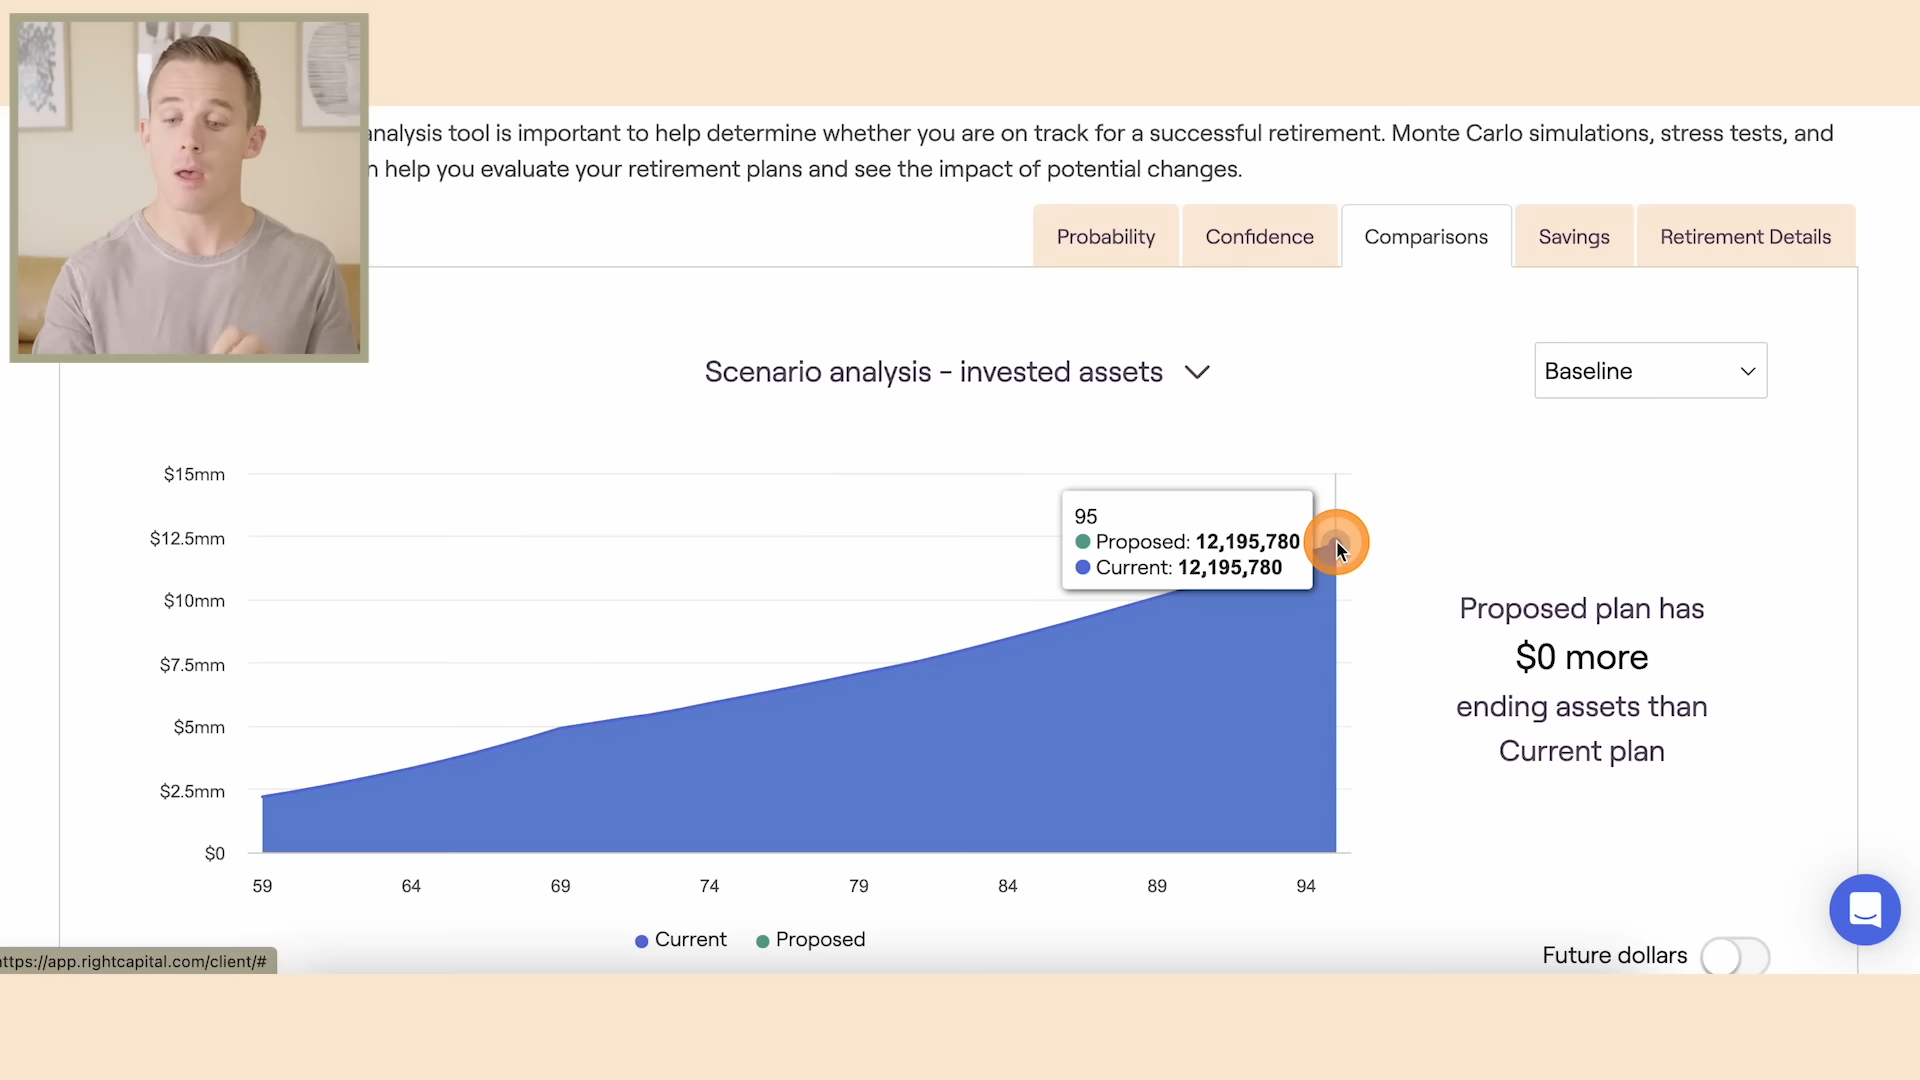 analysis tool is important to help determine whether you are on track for a successful retirement. Monte Carlo simulations, stress tests, and
help you evaluate your retirement plans and see the impact of potential changes.
Probability
Confidence
Comparisons
Savings
Retirement Details
Scenario analysis - invested assets
Baseline
$15mm
$12.5mm
$10mm
$7.5mm
$5mm
$2.5mm
$0
95
Proposed: 12,195,780
Current: 12,195,780
Proposed plan has
$0 more
ending assets than
Current plan
59 64 69 74 79 84 89 94
Current Proposed
Future dollars
ttps://app.rightcapital.com/client/#